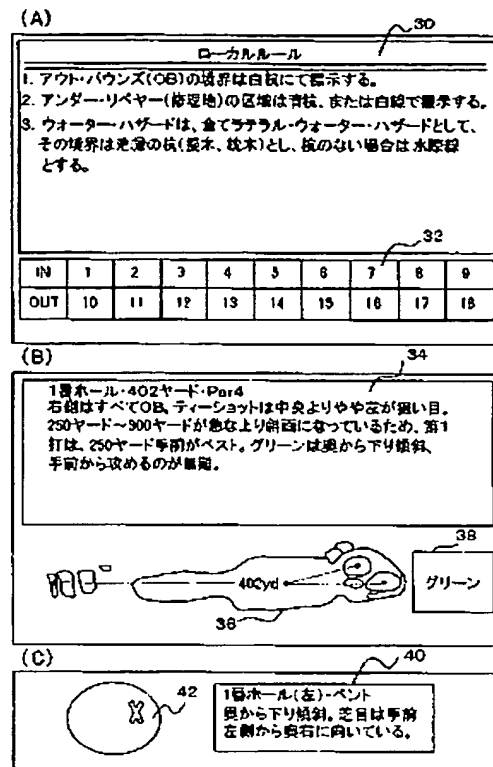 (A)
30
ローカルルール
1. アウト・バウンズ(OB)の境界は白杭にて標示する。
2. アンダー・リペヤー(修理地)の区域は青杭、または白線で標示する。
3. ウォーター・ハザードは、全てラテラル・ウォーター・ハザードとして、
その境界は池濠の杭(   木、枕木)とし、杭のない場合は水際線
とする。
32
IN 1 2 3 4 5 6 7 8 9
OUT 10 11 12 13 14 15 16 17 18
(B)
34
1番ホール・402ヤード・Par4
右側はすべてOB、ティーショットは中央よりやや左が狙い目。
250ヤード〜300ヤードが急な上り斜面になっているため、第1
打は、250ヤード手前がベスト。グリーンは奥から下り傾斜、
手前から攻めるのが無難。
38
402yd
グリーン
36
(C)
40
42
1番ホール(左)・ベント
奥から下り傾斜。芝目は手前
左側から奥右に向いている。